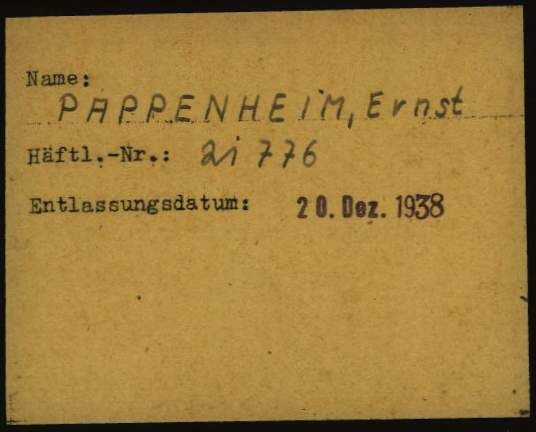 Name:
PAPPENHEIM, Ernst
Häftl.-Nr.: 21776
Entlassungsdatum: 20. Dez. 1938